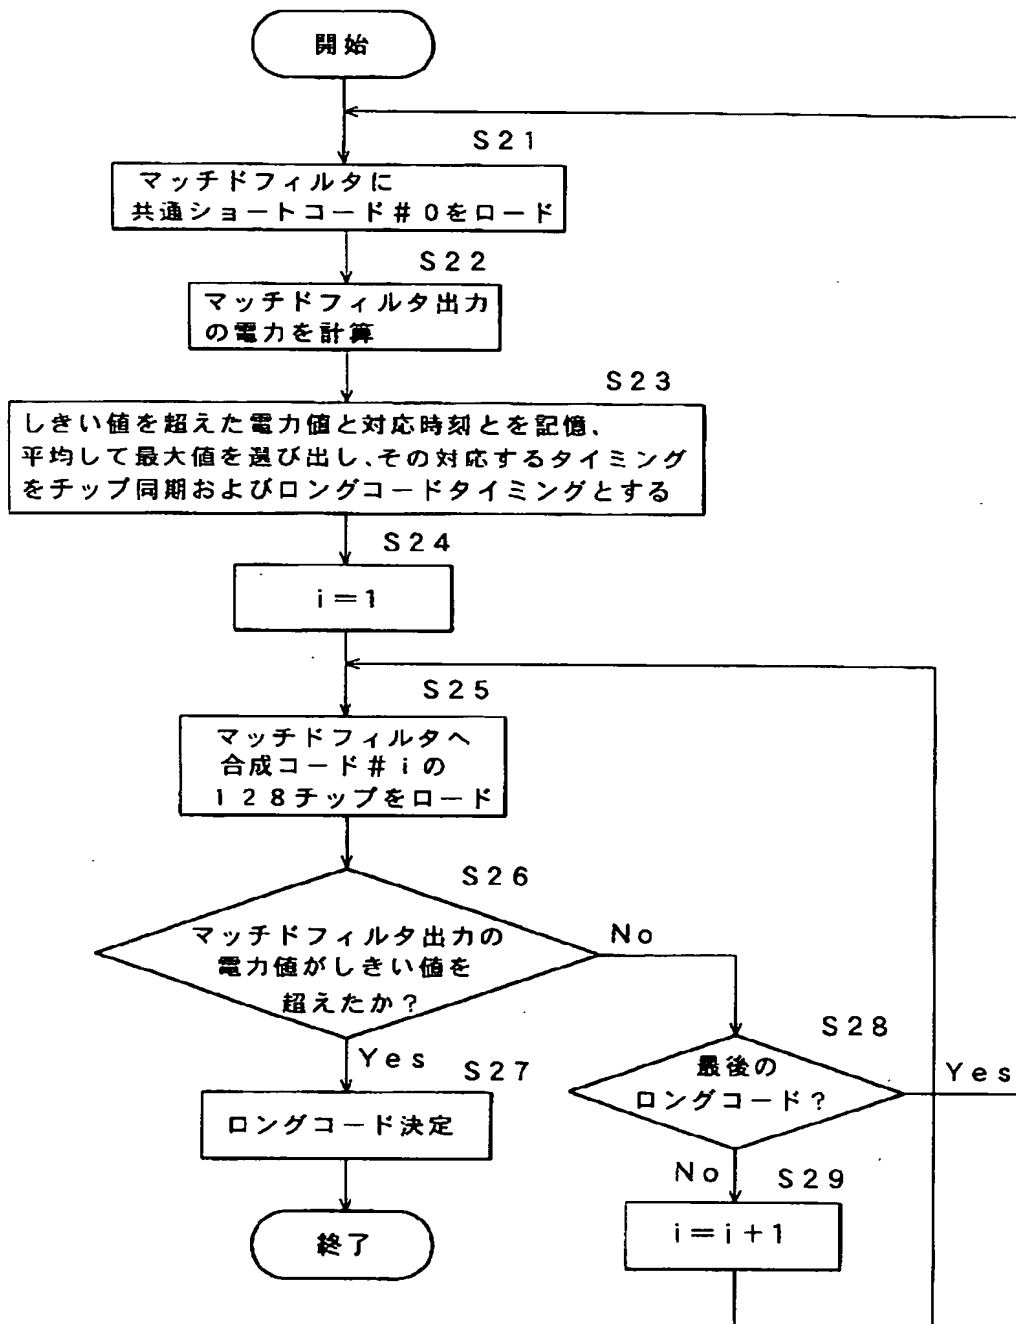 開始
S21
マッチドフィルタに
共通ショートコード#0をロード
S22
マッチドフィルタ出力
の電力を計算
S23
しきい値を超えた電力値と対応時刻とを記憶、
平均して最大値を選び出し、その対応するタイミング
をチップ同期およびロングコードタイミングとする
S24
i=1
S25
マッチドフィルタへ
合成コード#iの
128チップをロード
S26
マッチドフィルタ出力の
電力値がしきい値を
超えたか?
No
Yes
S27
ロングコード決定
終了
S28
最後の
ロングコード?
Yes
No
S29
i=i+1